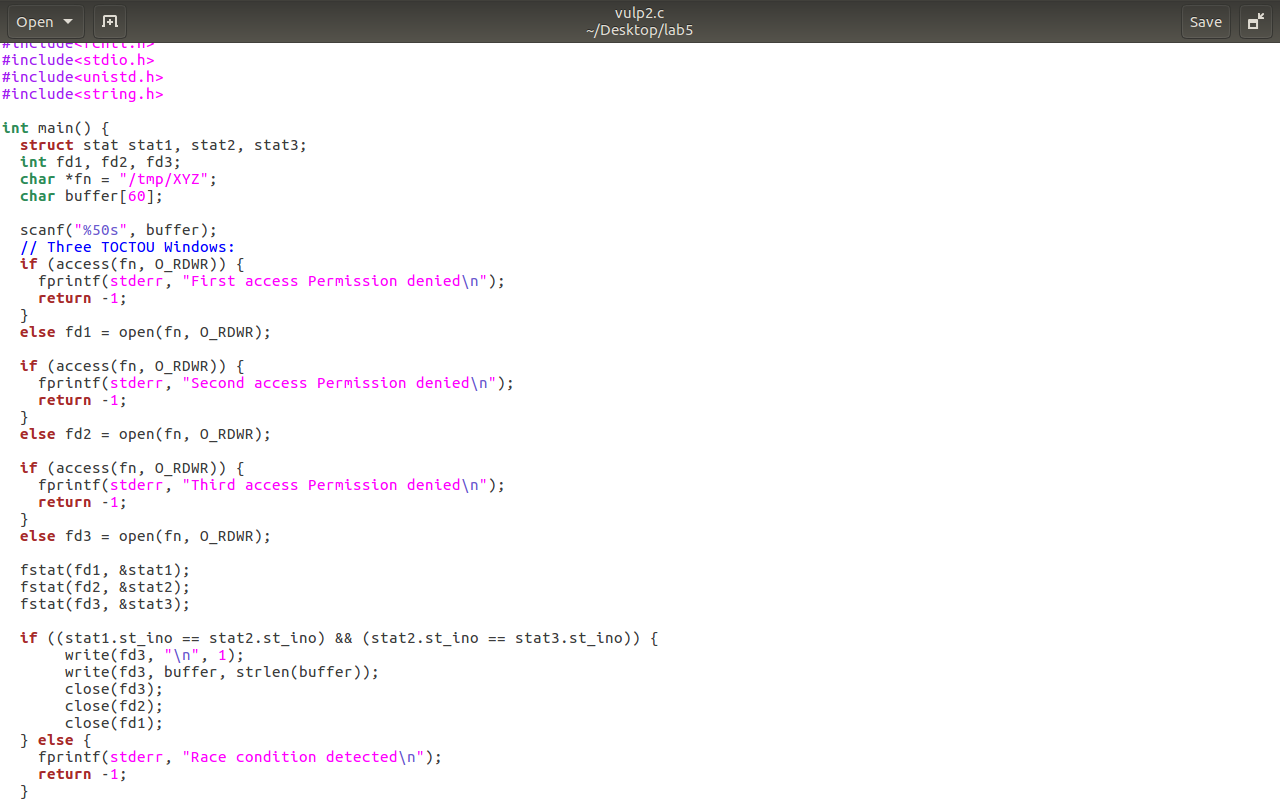 Open
vulp2.c
~/Desktop/lab5
Save
#include<fcntl.h>
#include<stdio.h>
#include<unistd.h>
#include<string.h>
int main() {
  struct stat stat1, stat2, stat3;
  int fd1, fd2, fd3;
  char *fn = "/tmp/XYZ";
  char buffer[60];
  scanf("%50s", buffer);
  // Three TOCTOU Windows:
  if (access(fn, O_RDWR)) {
    fprintf(stderr, "First access Permission denied\n");
    return -1;
  }
  else fd1 = open(fn, O_RDWR);
  if (access(fn, O_RDWR)) {
    fprintf(stderr, "Second access Permission denied\n");
    return -1;
  }
  else fd2 = open(fn, O_RDWR);
  if (access(fn, O_RDWR)) {
    fprintf(stderr, "Third access Permission denied\n");
    return -1;
  }
  else fd3 = open(fn, O_RDWR);
  fstat(fd1, &stat1);
  fstat(fd2, &stat2);
  fstat(fd3, &stat3);
  if ((stat1.st_ino == stat2.st_ino) && (stat2.st_ino == stat3.st_ino)) {
       write(fd3, "\n", 1);
       write(fd3, buffer, strlen(buffer));
       close(fd3);
       close(fd2);
       close(fd1);
  } else {
    fprintf(stderr, "Race condition detected\n");
    return -1;
  }